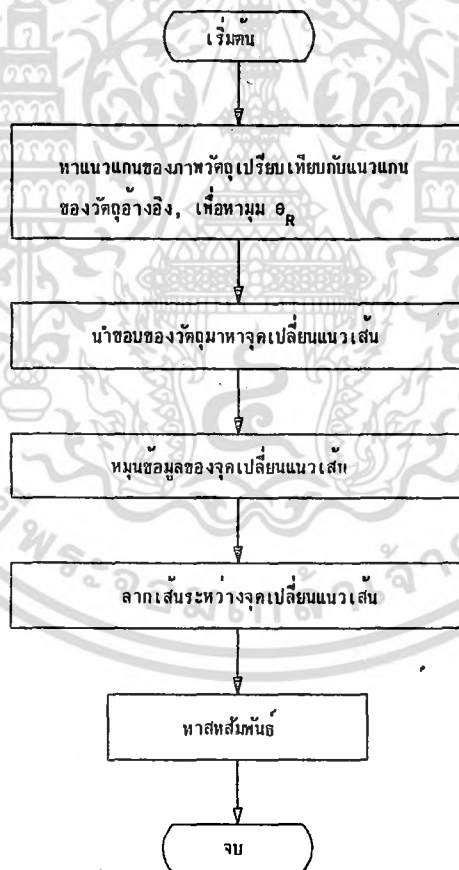 เริ่มต้น
หาแนวแกนของภาพวัตถุเปรียบเทียบกับแนวแกน
ของวัตถุอ้างอิง, เพื่อหามุม θR
นำขอบของวัตถุมาหาจุดเปลี่ยนแนวเส้น
หมุนข้อมูลของจุดเปลี่ยนแนวเส้น
ลากเส้นระหว่างจุดเปลี่ยนแนวเส้น
หาสหสัมพันธ์
จบ